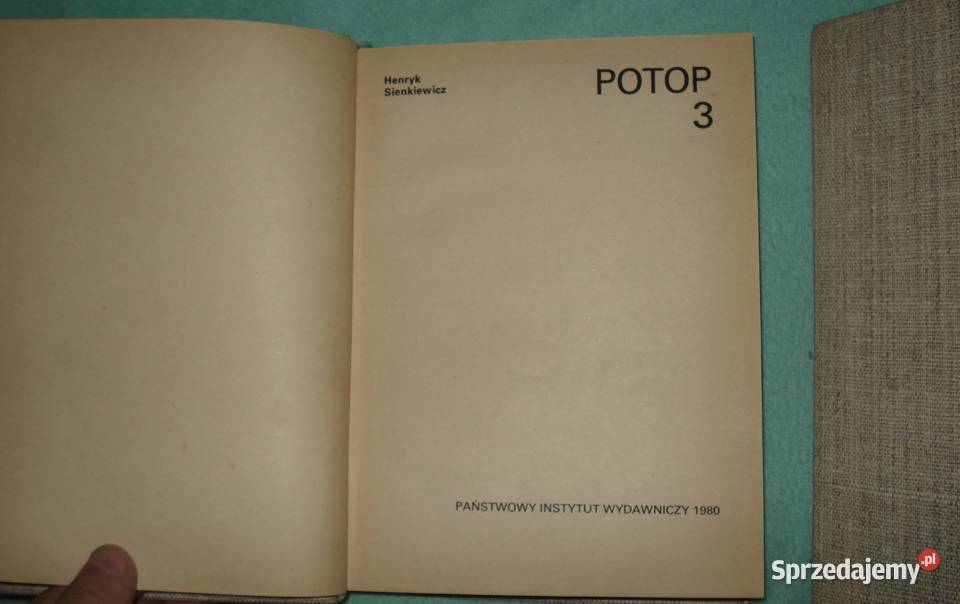 Henryk
Sienkiewicz
POTOP
3
PAŃSTWOWY INSTYTUT WYDAWNICZY 1980
Sprzedajemy.pl